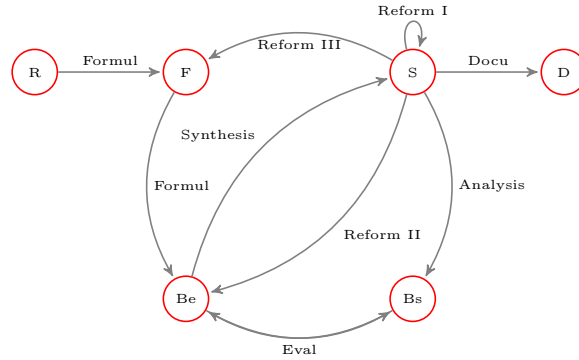 Reform I
Reform III
Formul
Docu
R
F
S
D
Synthesis
Formul
Analysis
Reform II
Be
Bs
Eval